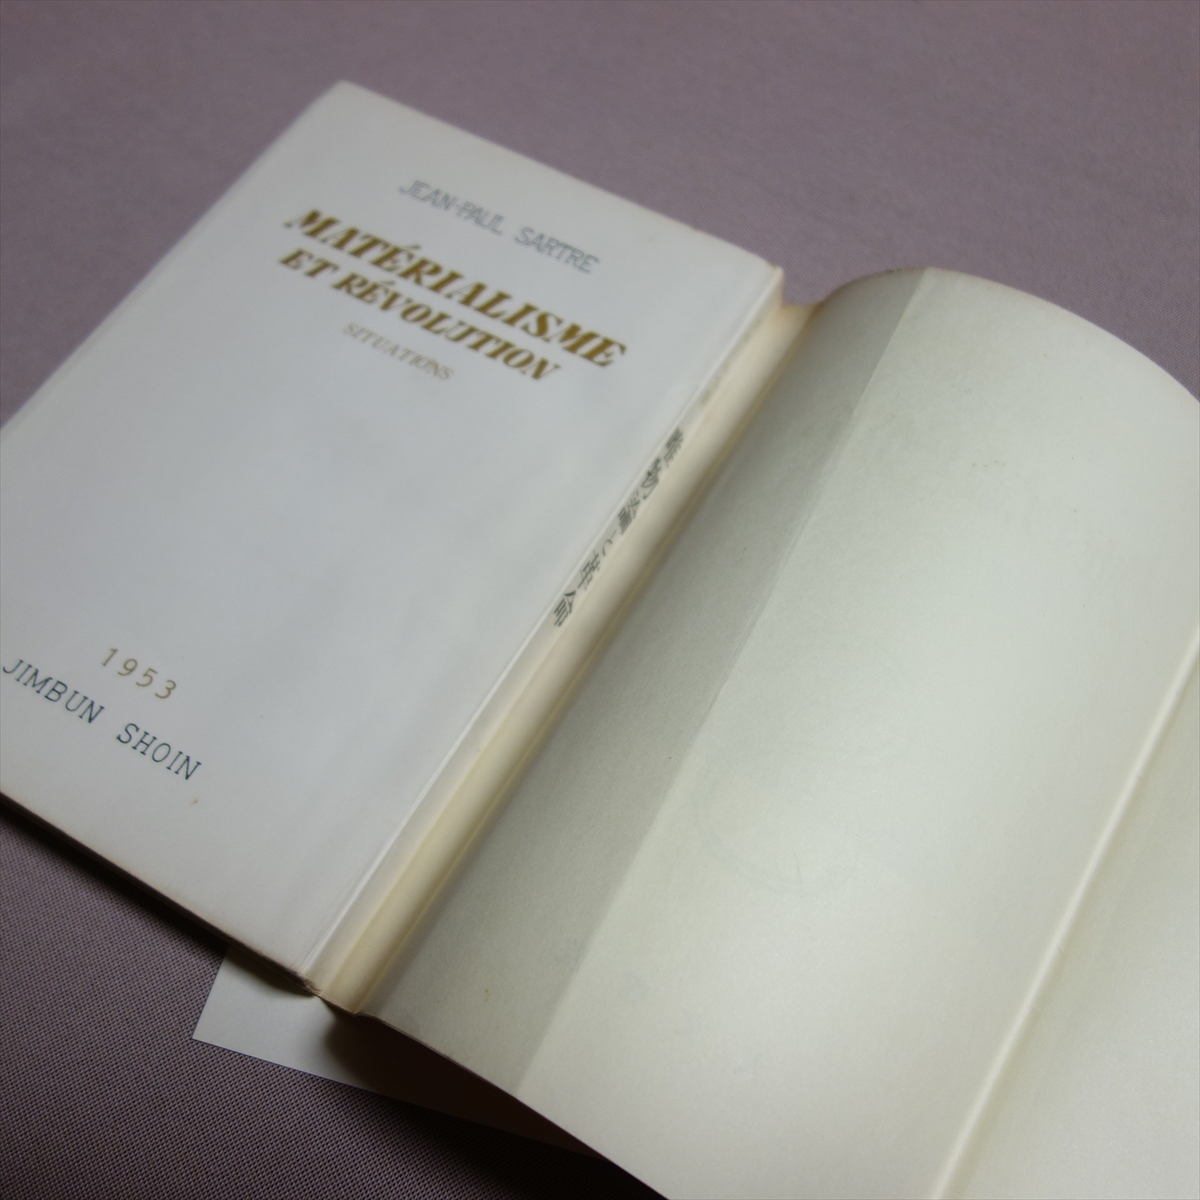 JEAN-PAUL SARTRE
MATÉRIALISME
ET RÉVOLUTION
SITUATIONS
1953
JIMBUN SHOIN
唯物論と革命